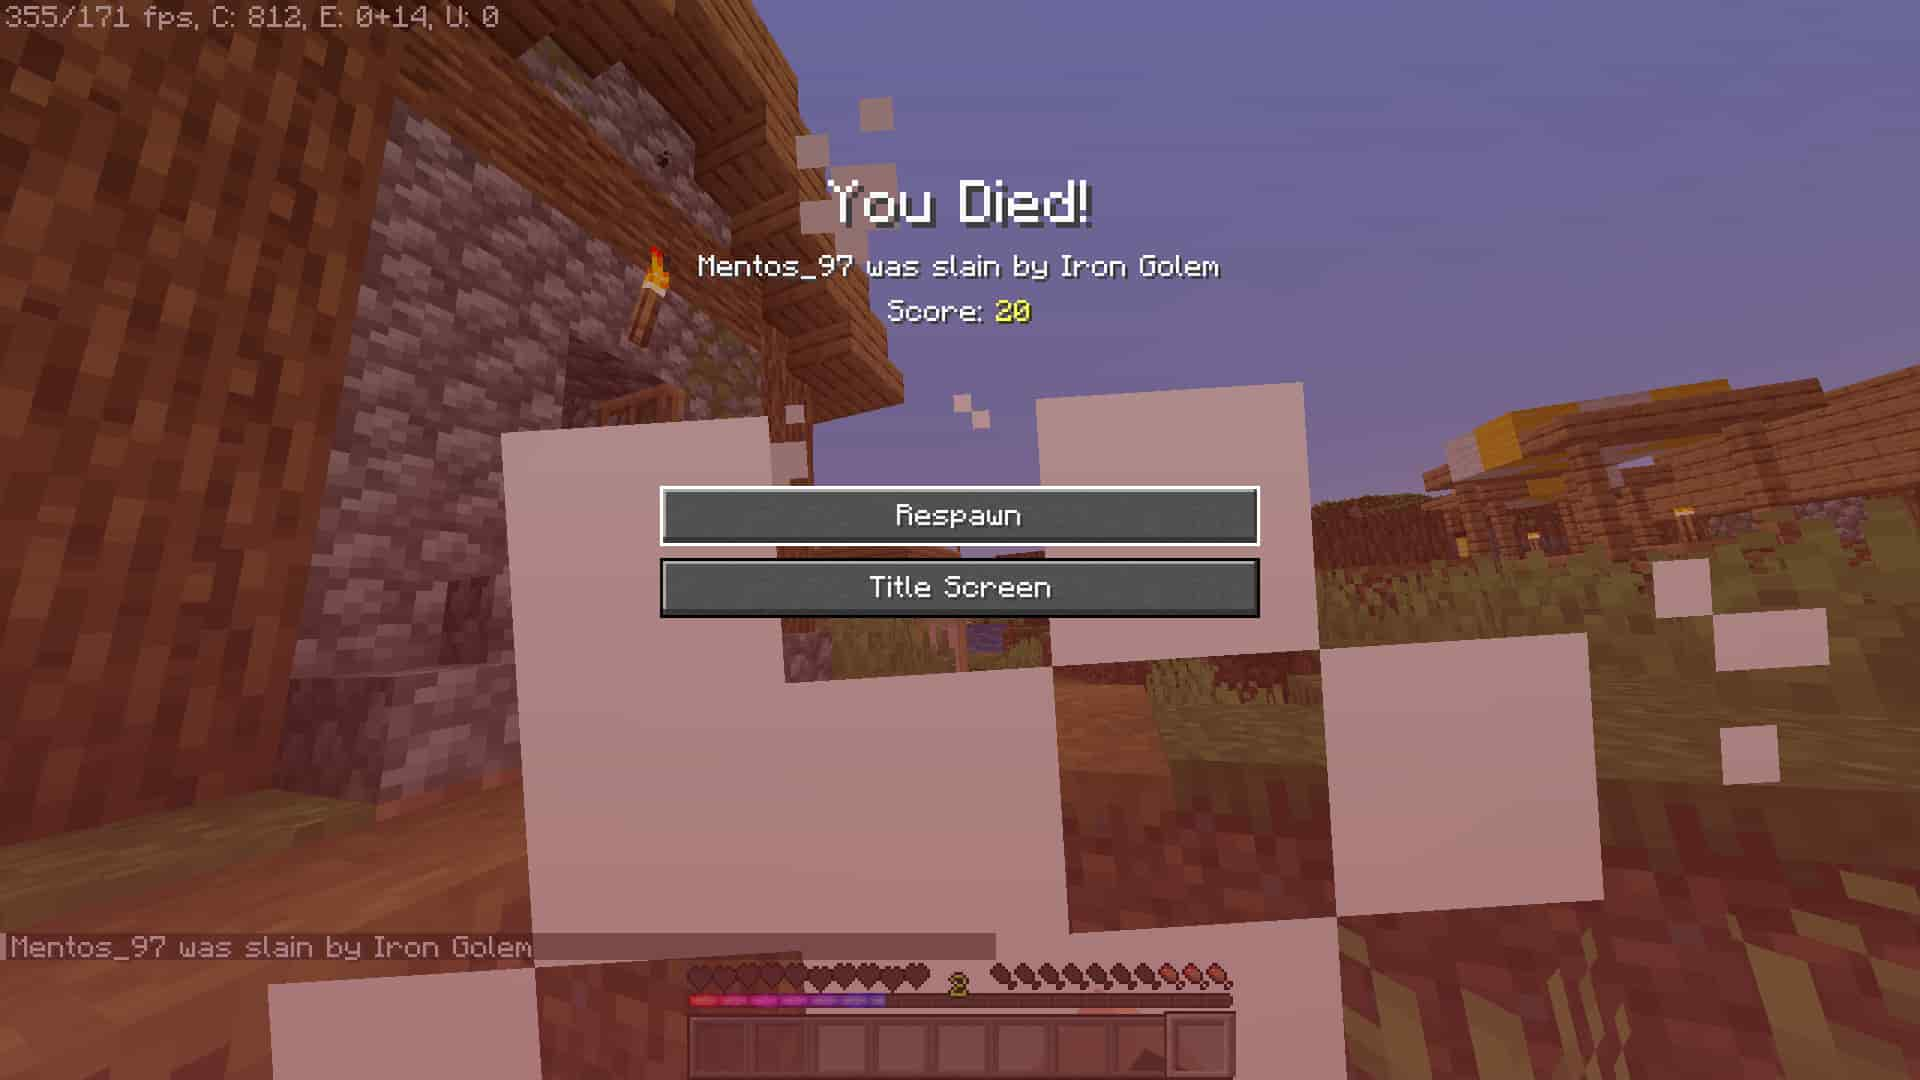 355/171 fps, C: 812, E: 0+14, U: 0
You Died!
Mentos_97 was slain by Iron Golem
Score: 20
Respawn
Title Screen
Mentos_97 was slain by Iron Golem
2